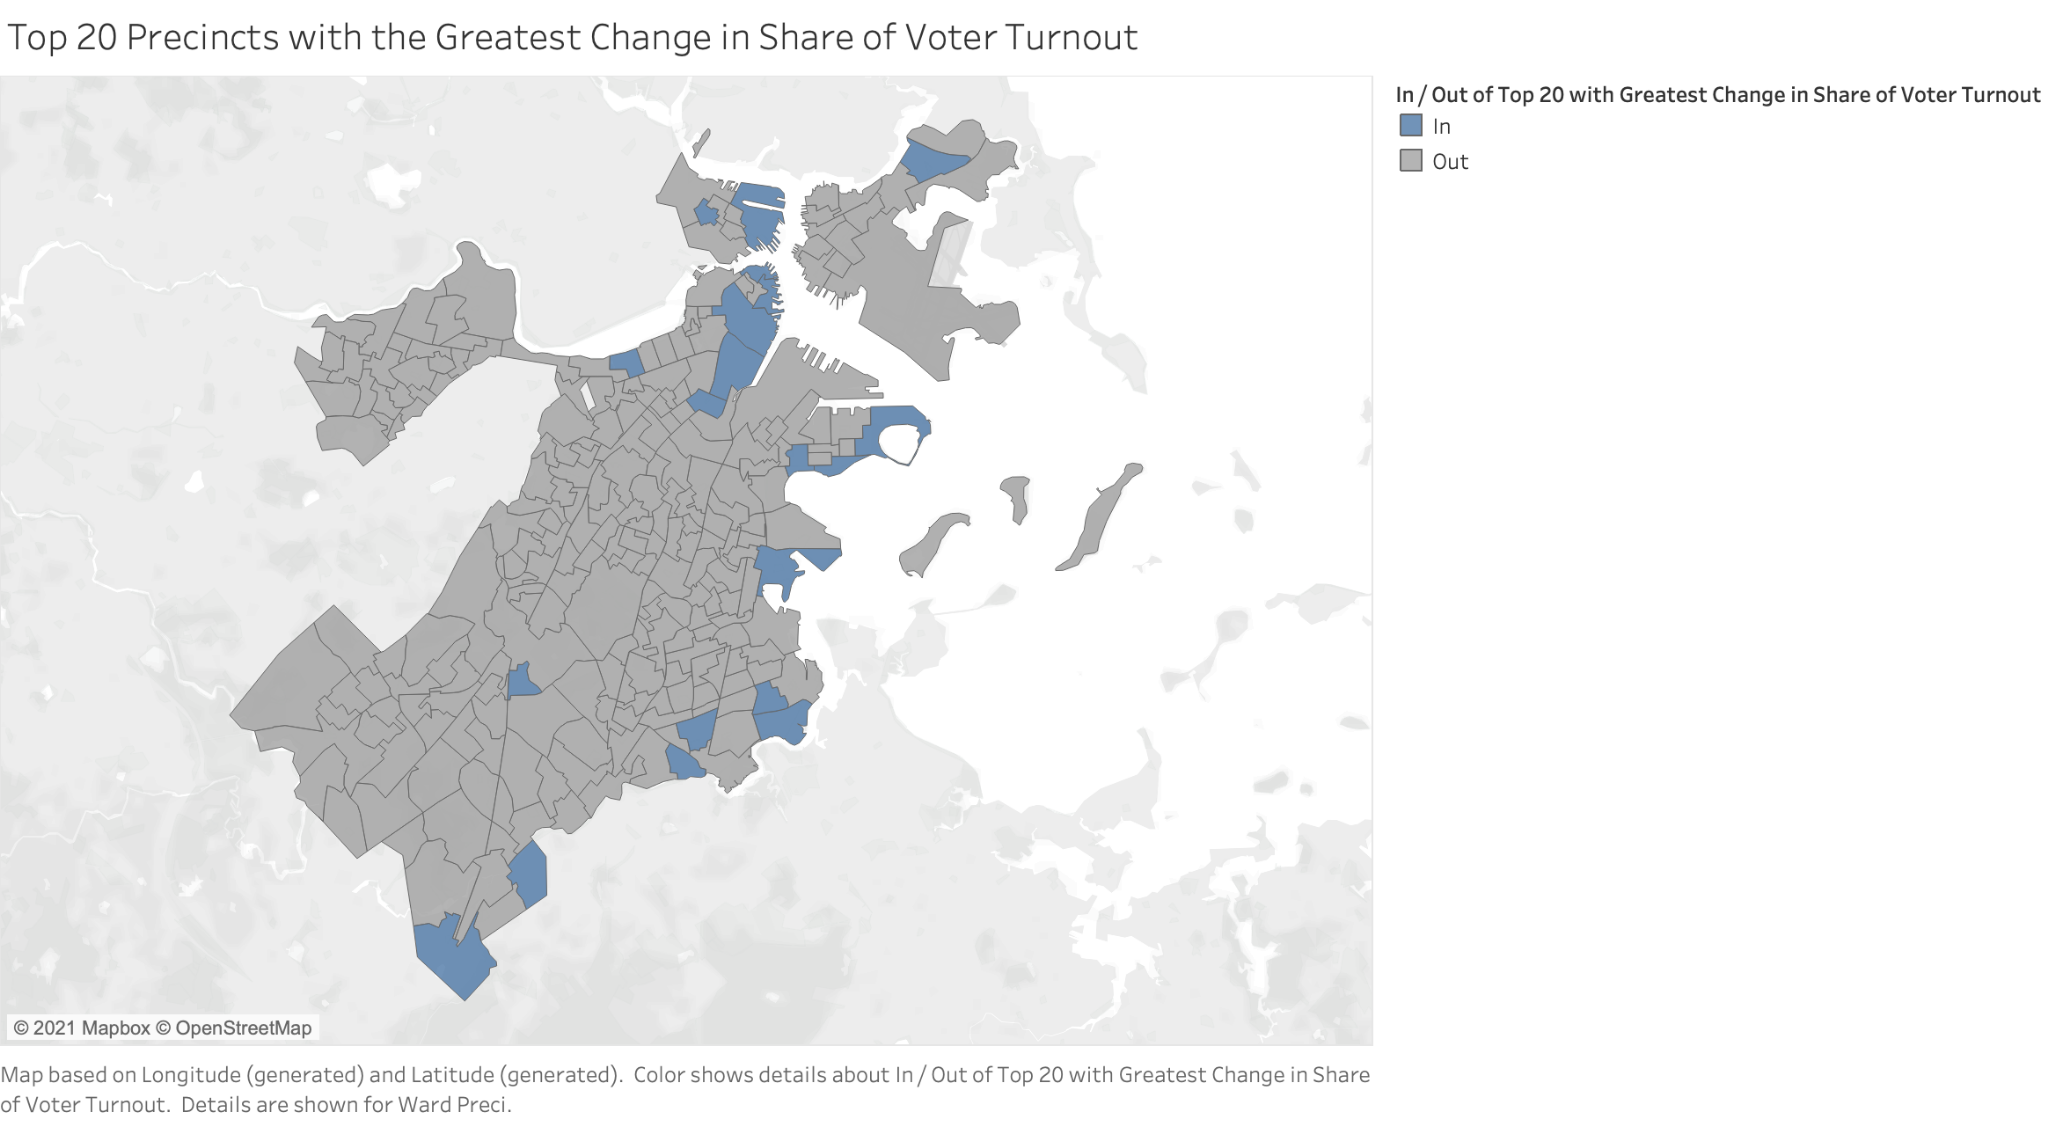 Top 20 Precincts with the Greatest Change in Share of Voter Turnout
In / Out of Top 20 with Greatest Change in Share of Voter Turnout
In
Out
© 2021 Mapbox © OpenStreetMap
Map based on Longitude (generated) and Latitude (generated).  Color shows details about In / Out of Top 20 with Greatest Change in Share
of Voter Turnout.  Details are shown for Ward Preci.